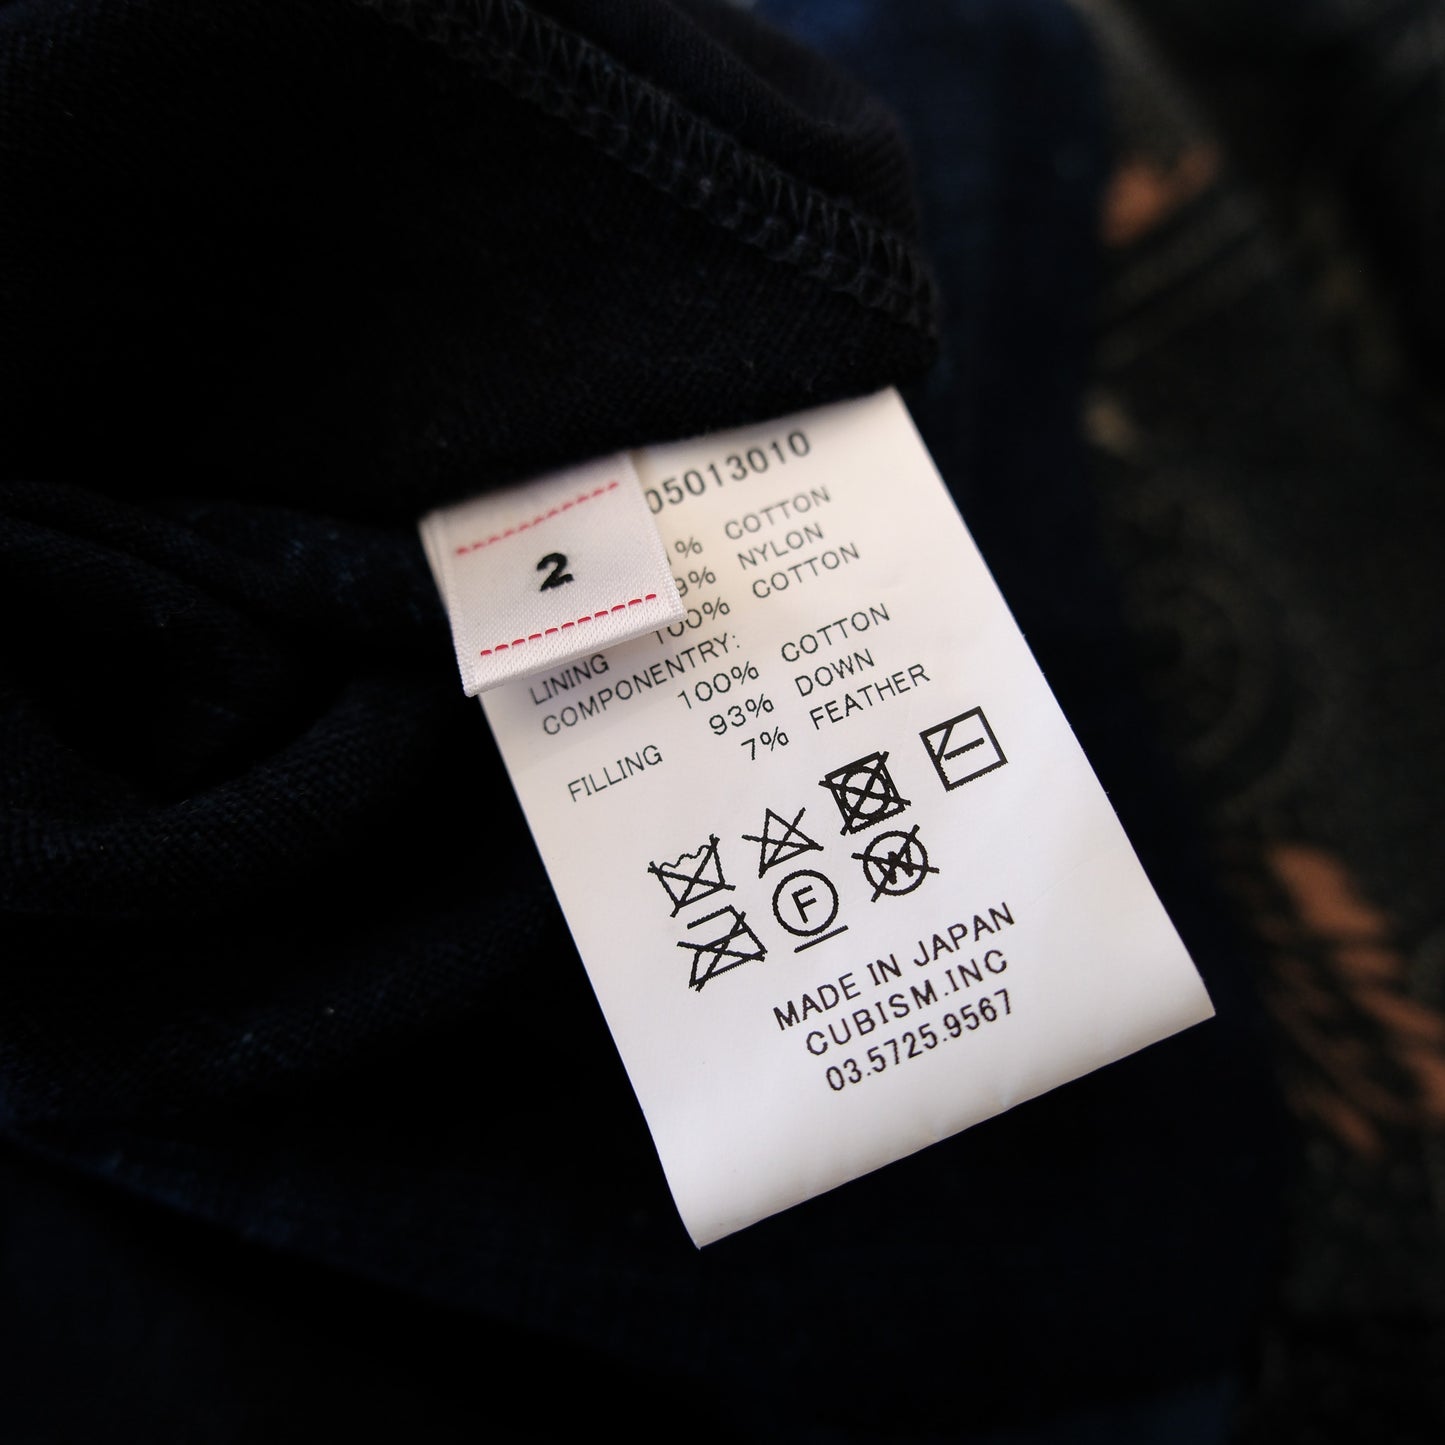 2
05013010
% COTTON
9% NYLON
LINING 100% COTTON
COMPONENTRY:
100% COTTON
FILLING 93% DOWN
7% FEATHER
F
W
MADE IN JAPAN
CUBISM.INC
03.5725.9567